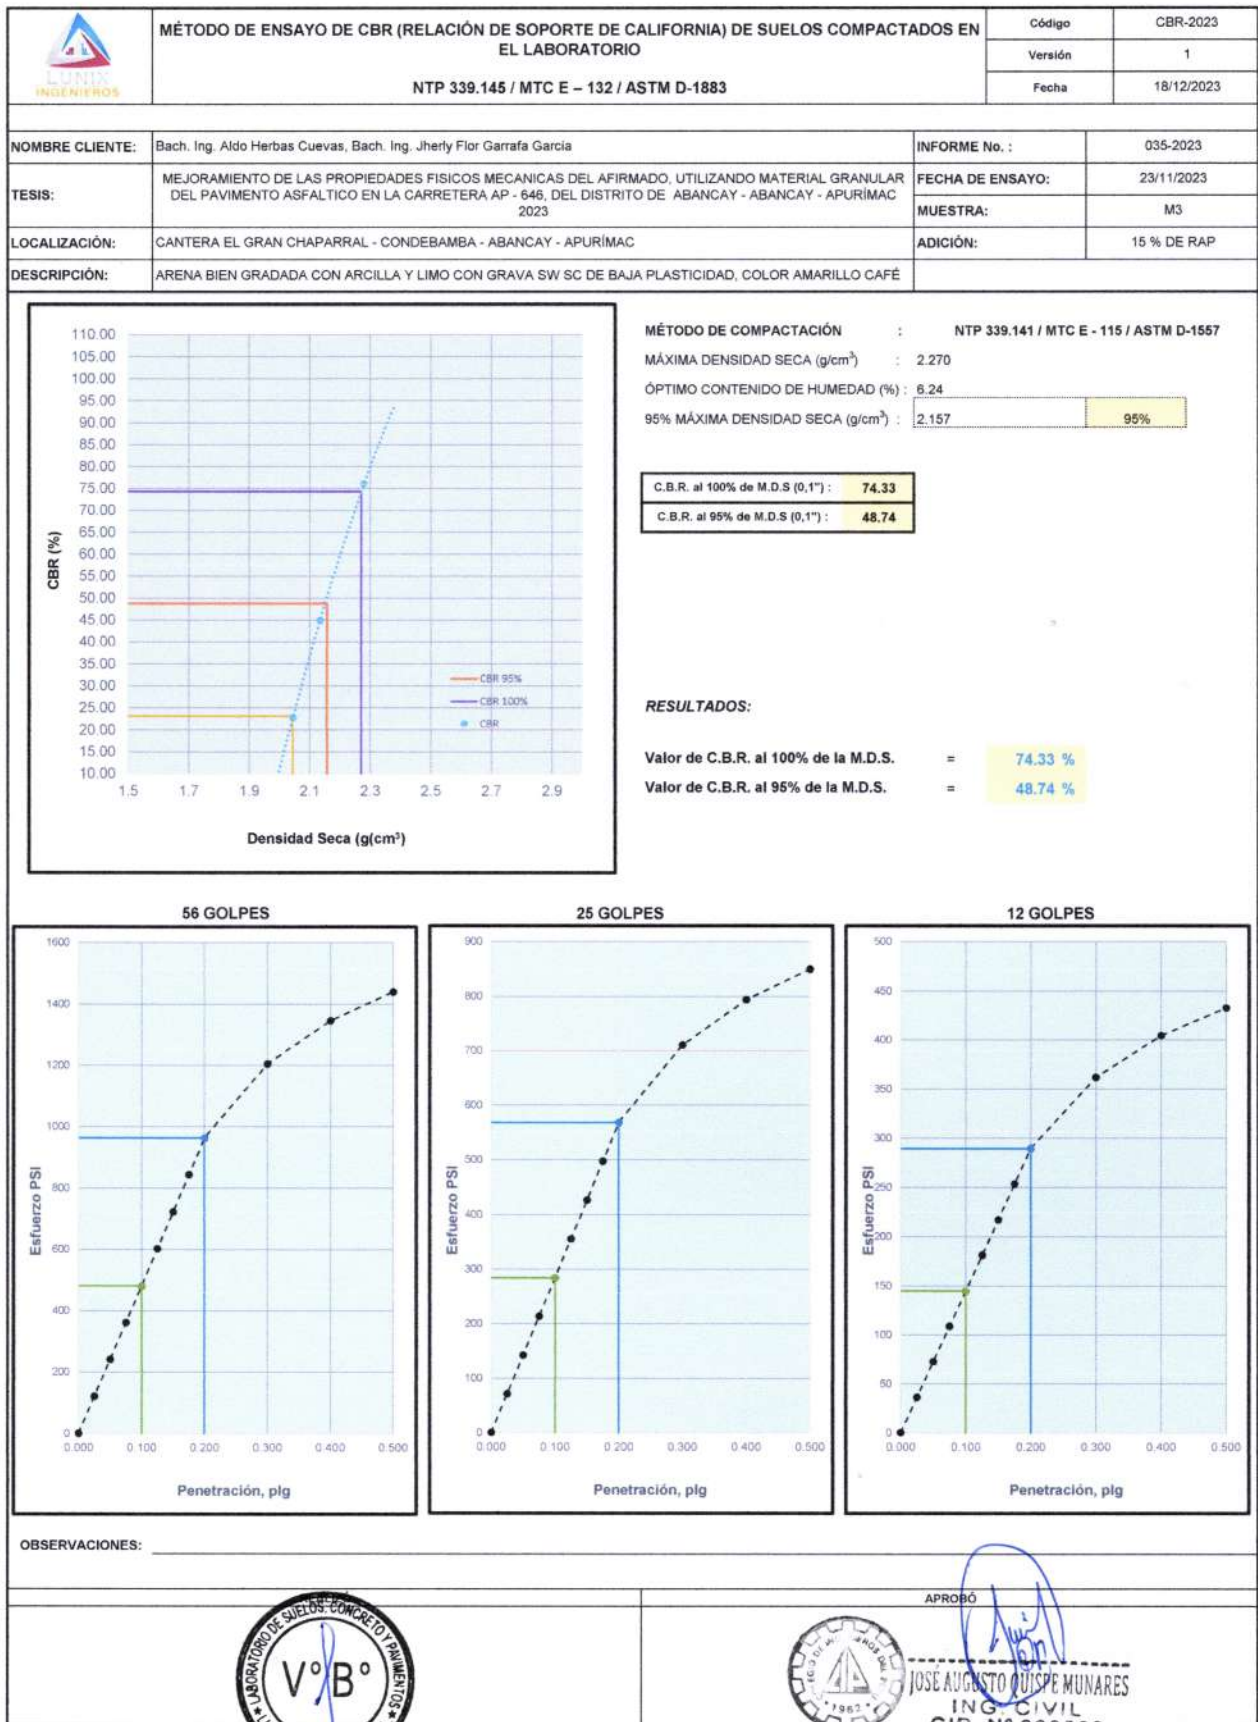 LUNIX
INGENIEROS
MÉTODO DE ENSAYO DE CBR (RELACIÓN DE SOPORTE DE CALIFORNIA) DE SUELOS COMPACTADOS EN
EL LABORATORIO
NTP 339.145 / MTC E – 132 / ASTM D-1883
Código CBR-2023
Versión 1
Fecha 18/12/2023
NOMBRE CLIENTE: Bach. Ing. Aldo Herbas Cuevas, Bach. Ing. Jherly Flor Garrafa Garcia
INFORME No. : 035-2023
TESIS: MEJORAMIENTO DE LAS PROPIEDADES FISICOS MECANICAS DEL AFIRMADO, UTILIZANDO MATERIAL GRANULAR
DEL PAVIMENTO ASFALTICO EN LA CARRETERA AP - 646, DEL DISTRITO DE ABANCAY - ABANCAY - APURÍMAC
2023
FECHA DE ENSAYO: 23/11/2023
MUESTRA: M3
LOCALIZACIÓN: CANTERA EL GRAN CHAPARRAL - CONDEBAMBA - ABANCAY - APURÍMAC
ADICIÓN: 15 % DE RAP
DESCRIPCIÓN: ARENA BIEN GRADADA CON ARCILLA Y LIMO CON GRAVA SW SC DE BAJA PLASTICIDAD, COLOR AMARILLO CAFÉ
110.00
105.00
100.00
95.00
90.00
85.00
80.00
75.00
70.00
65.00
60.00
55.00
50.00
45.00
40.00
35.00
30.00
25.00
20.00
15.00
10.00
CBR (%)
1.5 1.7 1.9 2.1 2.3 2.5 2.7 2.9
Densidad Seca (g(cm³)
CBR 95%
CBR 100%
CBR
MÉTODO DE COMPACTACIÓN : NTP 339.141 / MTC E - 115 / ASTM D-1557
MÁXIMA DENSIDAD SECA (g/cm³) : 2.270
ÓPTIMO CONTENIDO DE HUMEDAD (%) : 6.24
95% MÁXIMA DENSIDAD SECA (g/cm³) : 2.157 95%
C.B.R. al 100% de M.D.S (0,1") : 74.33
C.B.R. al 95% de M.D.S (0,1") : 48.74
RESULTADOS:
Valor de C.B.R. al 100% de la M.D.S. = 74.33 %
Valor de C.B.R. al 95% de la M.D.S. = 48.74 %
56 GOLPES
1600
1400
1200
1000
800
600
400
200
0
Esfuerzo PSI
0.000 0.100 0.200 0.300 0.400 0.500
Penetración, plg
25 GOLPES
900
800
700
600
500
400
300
200
100
0
Esfuerzo PSI
0.000 0.100 0.200 0.300 0.400 0.500
Penetración, plg
12 GOLPES
500
450
400
350
300
250
200
150
100
50
0
Esfuerzo PSI
0.000 0.100 0.200 0.300 0.400 0.500
Penetración, plg
OBSERVACIONES:
APROBÓ
LABORATORIO DE SUELOS, CONCRETO Y PAVIMENTOS
V°B°
1962
JOSÉ AUGUSTO QUISPE MUNARES
ING. CIVIL